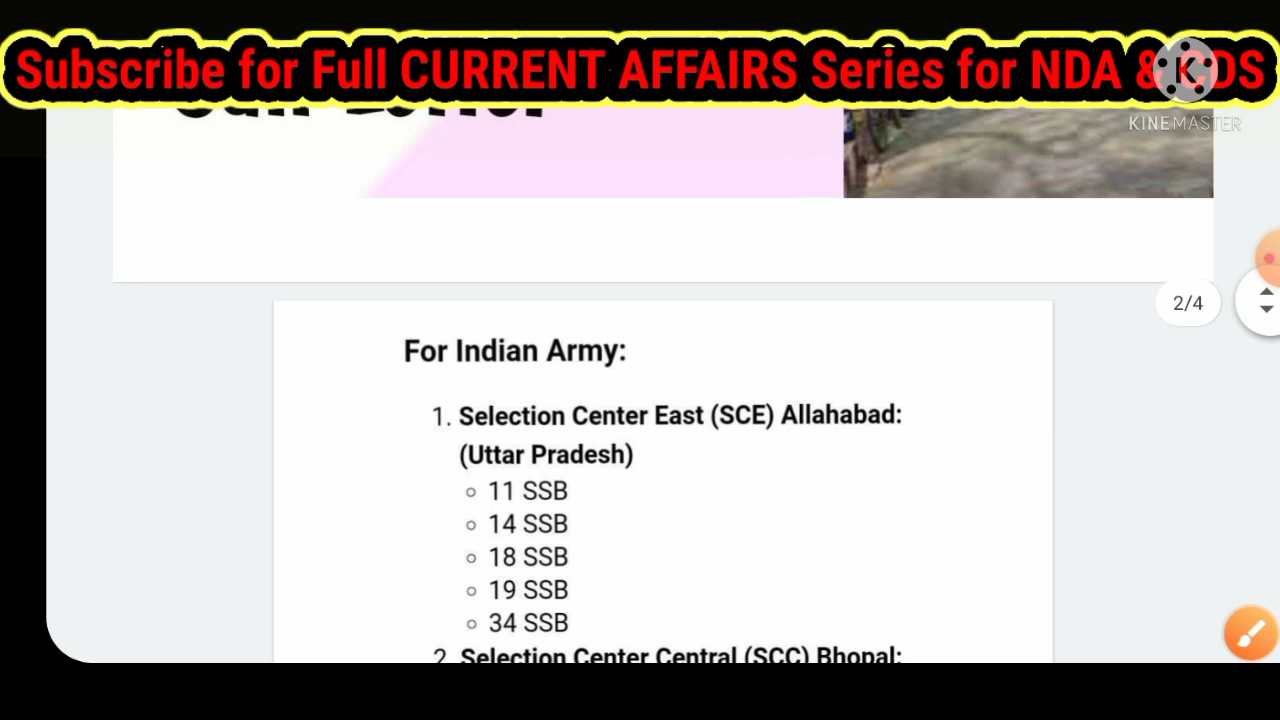 Subscribe for Full CURRENT AFFAIRS Series for NDA & CDS
K
KINEMASTER
2/4
For Indian Army:
1. Selection Center East (SCE) Allahabad:
(Uttar Pradesh)
11 SSB
14 SSB
18 SSB
19 SSB
34 SSB
2. Selection Center Central (SCC) Bhopal: